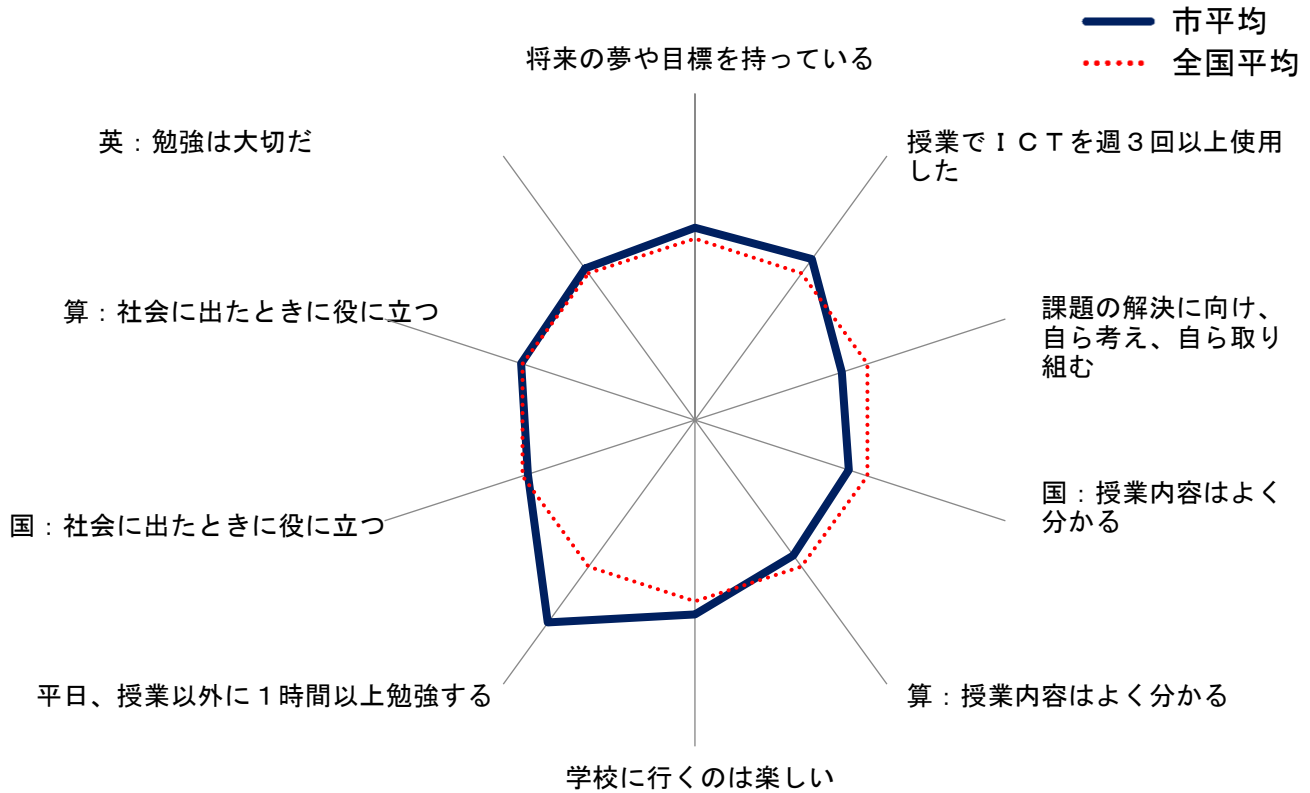 市平均
全国平均
将来の夢や目標を持っている
英：勉強は大切だ
授業でＩＣＴを週３回以上使用
した
算：社会に出たときに役に立つ
課題の解決に向け、
自ら考え、自ら取り
組む
国：社会に出たときに役に立つ
国：授業内容はよく
分かる
平日、授業以外に１時間以上勉強する
算：授業内容はよく分かる
学校に行くのは楽しい